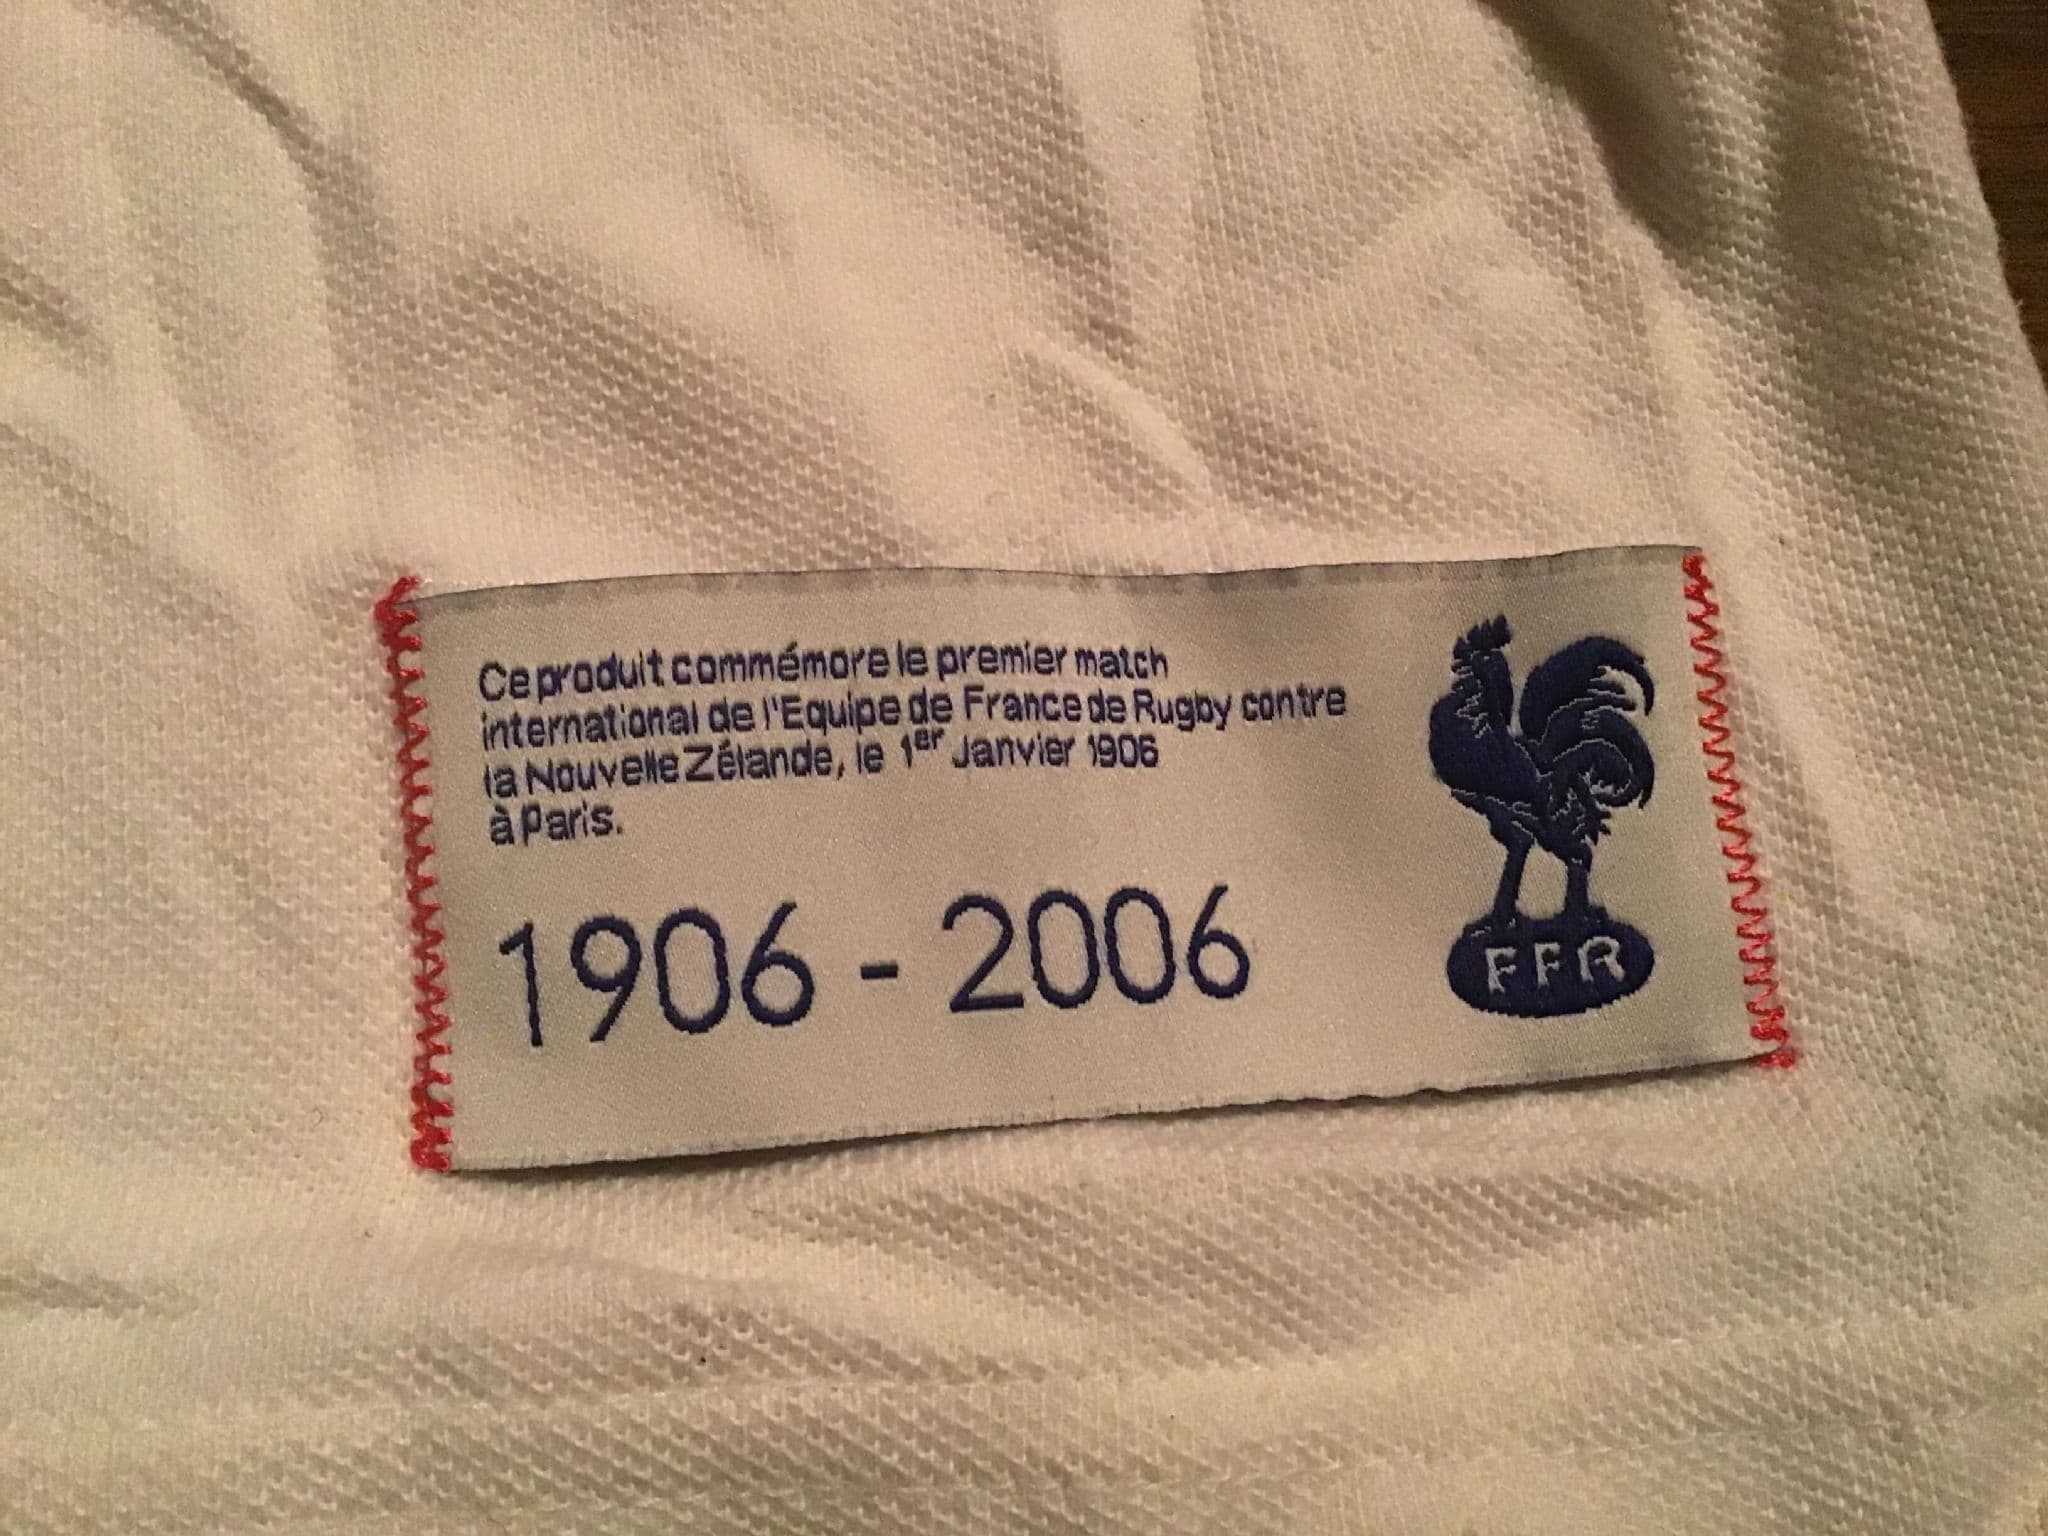 Ce produit commémore le premier match
international de l'Equipe de France de Rugby contre
la Nouvelle Zélande, le 1er Janvier 1906
à Paris.
1906 - 2006
FFR